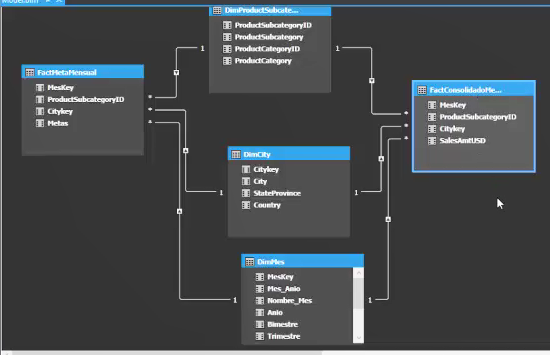 Model.bim
DimProductSubcate...
ProductSubcategoryID
ProductSubcategory
ProductCategoryID
ProductCategory
1
1
FactMetaMensual
MesKey
ProductSubcategoryID
Citykey
Metas
*
*
*
FactConsolidadoMe...
MesKey
ProductSubcategoryID
Citykey
SalesAmtUSD
*
*
*
DimCity
Citykey
City
StateProvince
Country
1
1
DimMes
MesKey
Mes_Anio
Nombre_Mes
Anio
Bimestre
Trimestre
1
1